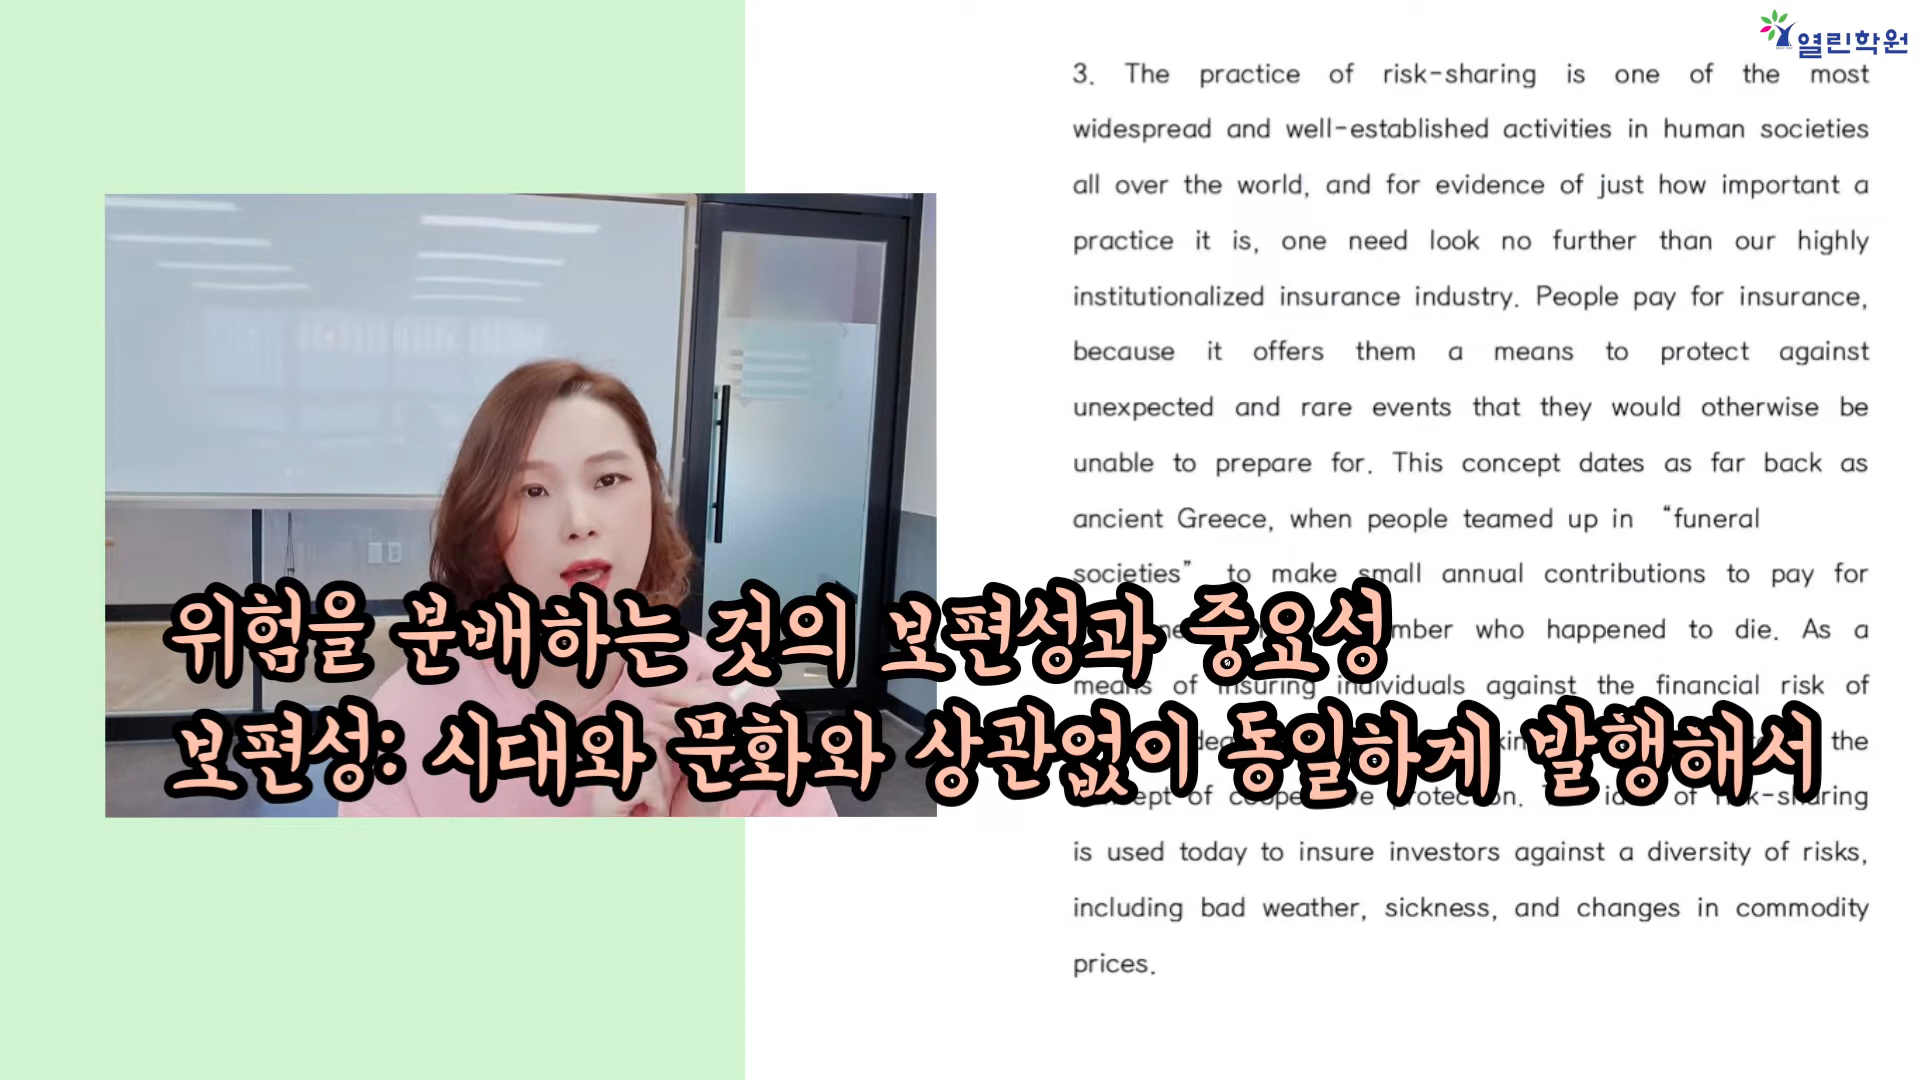 열린학원
3. The practice of risk-sharing is one of the most
widespread and well-established activities in human societies
all over the world, and for evidence of just how important a
practice it is, one need look no further than our highly
institutionalized insurance industry. People pay for insurance,
because it offers them a means to protect against
unexpected and rare events that they would otherwise be
unable to prepare for. This concept dates as far back as
ancient Greece, when people teamed up in “funeral
societies” to make small annual contributions to pay for
who happened to die. As a
means of insuring individuals against the financial risk of
the
of risk-sharing
is used today to insure investors against a diversity of risks,
including bad weather, sickness, and changes in commodity
prices.
위험을 분배하는 것의 보편성과 중요성
보편성: 시대와 문화와 상관없이 동일하게 발행해서